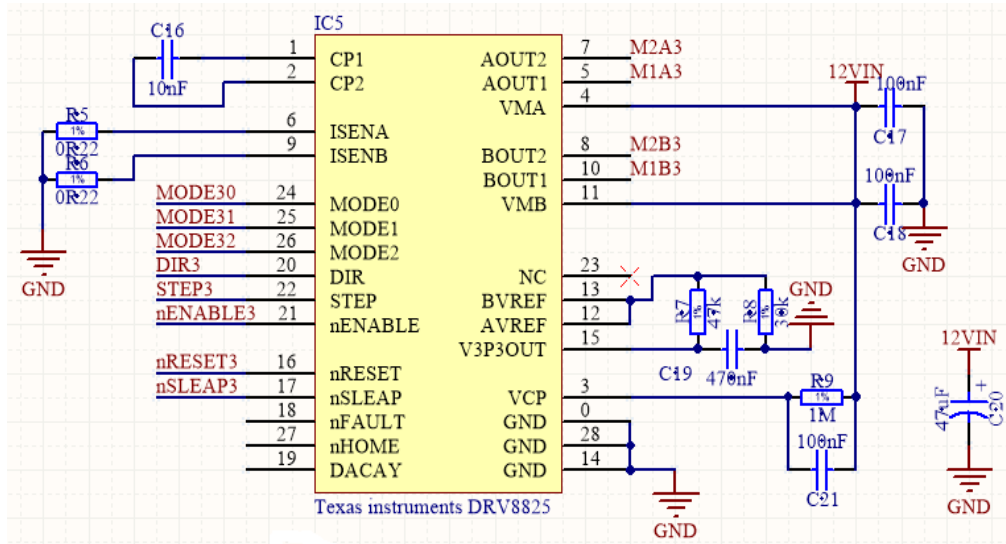 IC5
C16
10nF
1 CP1
2 CP2
R5
1%
0R22
6 ISENA
9 ISENB
R6
1%
0R22
GND
MODE30 24 MODE0
MODE31 25 MODE1
MODE32 26 MODE2
DIR3 20 DIR
STEP3 22 STEP
nENABLE3 21 nENABLE
nRESET3 16 nRESET
nSLEAP3 17 nSLEAP
18 nFAULT
27 nHOME
19 DACAY
AOUT2 7 M2A3
AOUT1 5 M1A3
VMA 4
BOUT2 8 M2B3
BOUT1 10 M1B3
VMB 11
NC 23
BVREF 13
AVREF 12
V3P3OUT 15
VCP 3
GND 0
GND 28
GND 14
GND
12VIN
100nF
C17
100nF
C18
GND
R7
1%
47k
R8
1%
30k
GND
C19
470nF
R9
1%
1M
100nF
C21
12VIN
+
47uF
C20
GND
Texas instruments DRV8825